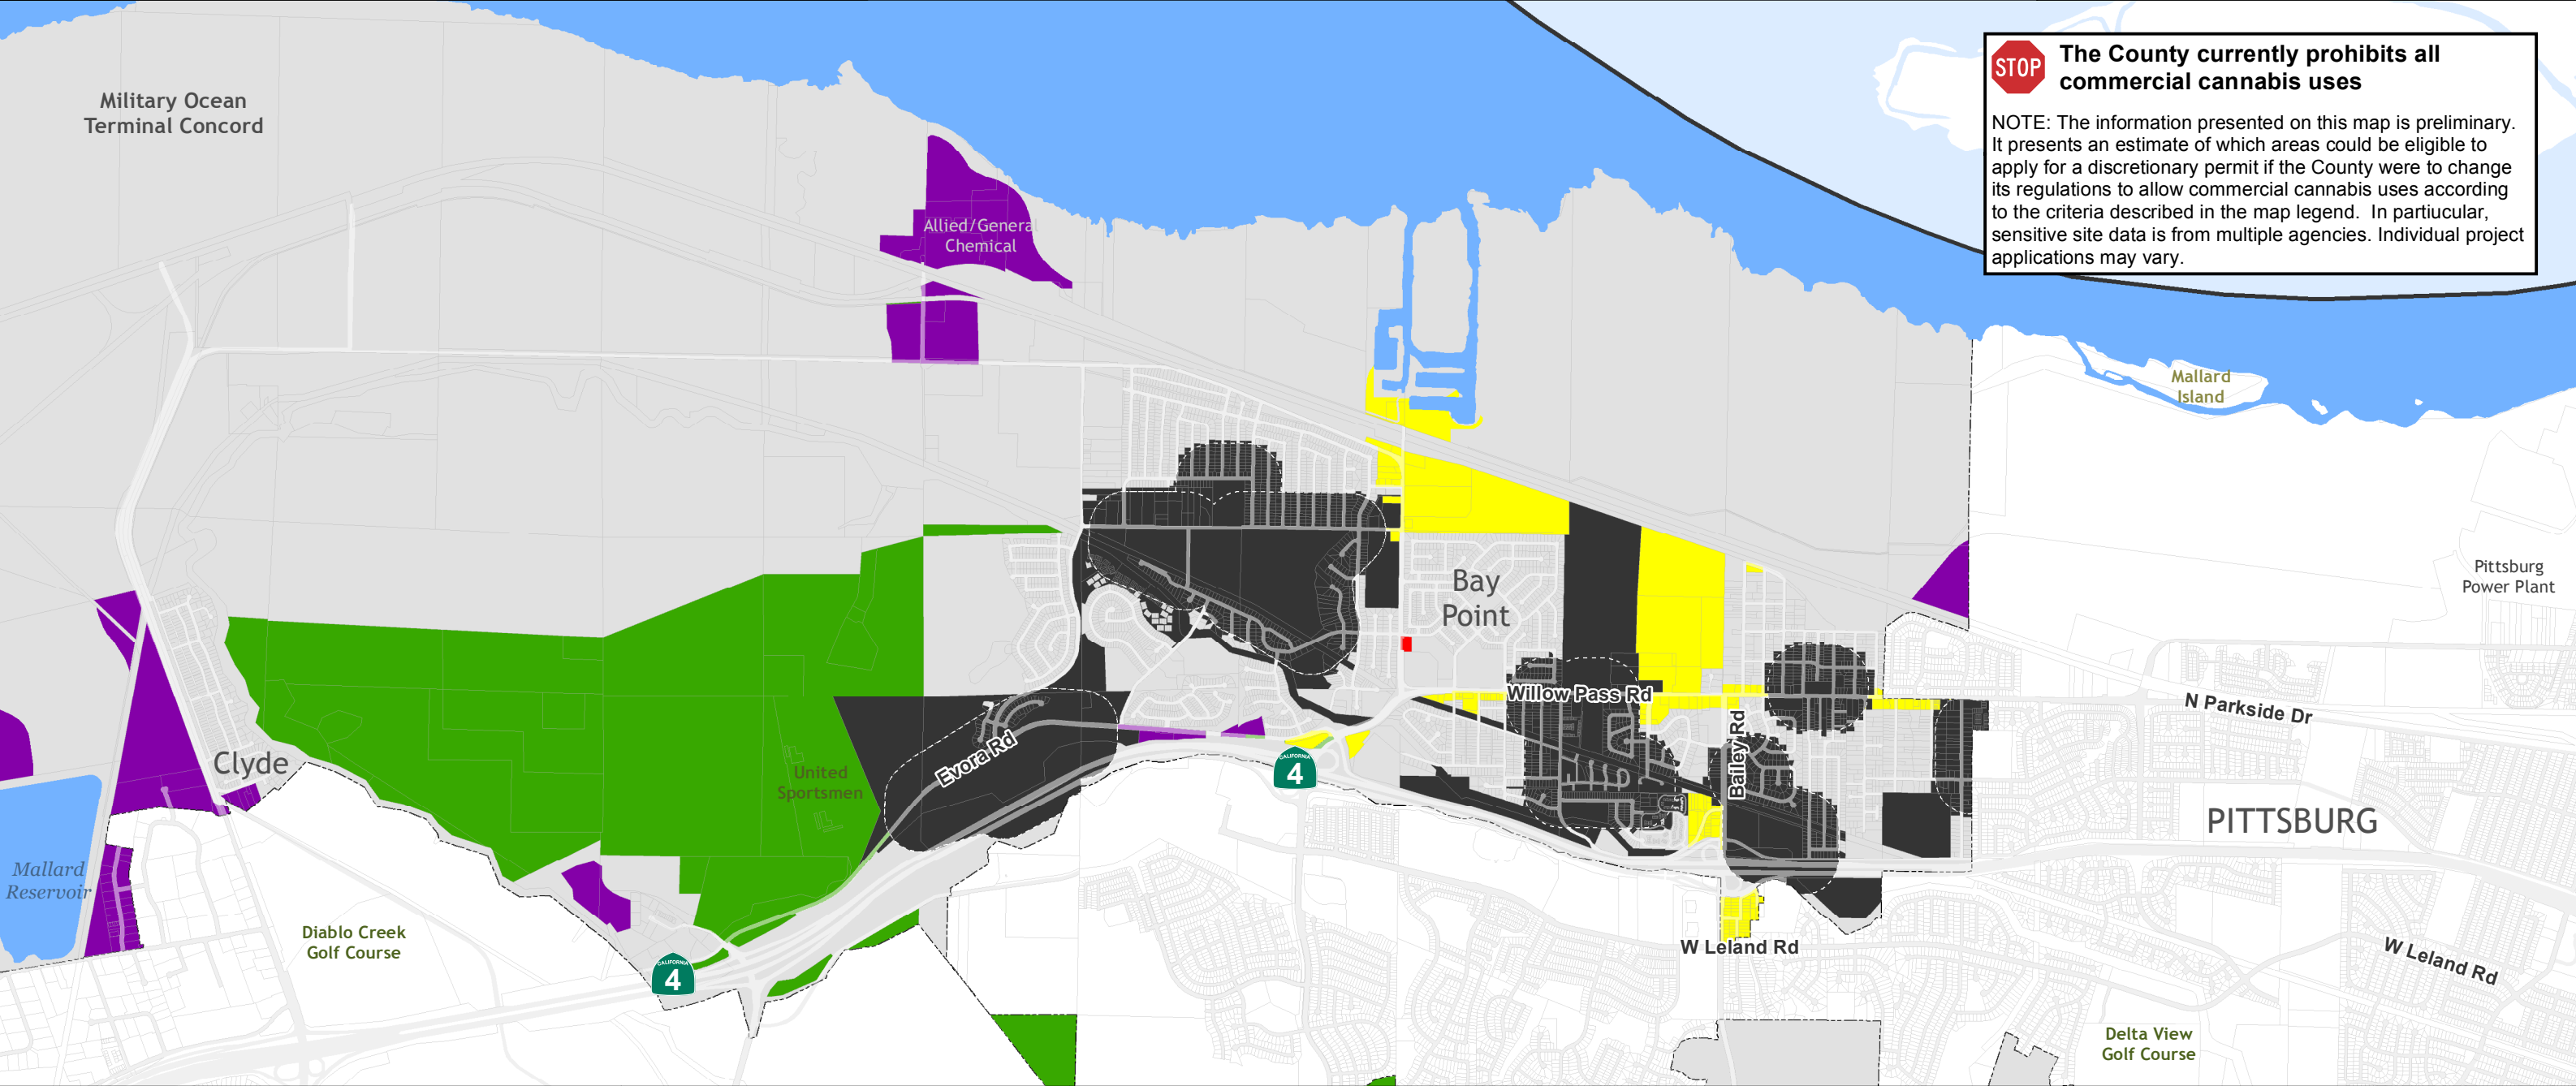 STOP
The County currently prohibits all
commercial cannabis uses
NOTE: The information presented on this map is preliminary.
It presents an estimate of which areas could be eligible to
apply for a discretionary permit if the County were to change
its regulations to allow commercial cannabis uses according
to the criteria described in the map legend.  In partiucular,
sensitive site data is from multiple agencies. Individual project
applications may vary.
Military Ocean
Terminal Concord
Allied/General
Chemical
Mallard
Island
Bay
Point
Pittsburg
Power Plant
Willow Pass Rd
N Parkside Dr
Bailey Rd
Evora Rd
Clyde
United
Sportsmen
CALIFORNIA
4
PITTSBURG
Mallard
Reservoir
Diablo Creek
Golf Course
W Leland Rd
W Leland Rd
CALIFORNIA
4
Delta View
Golf Course